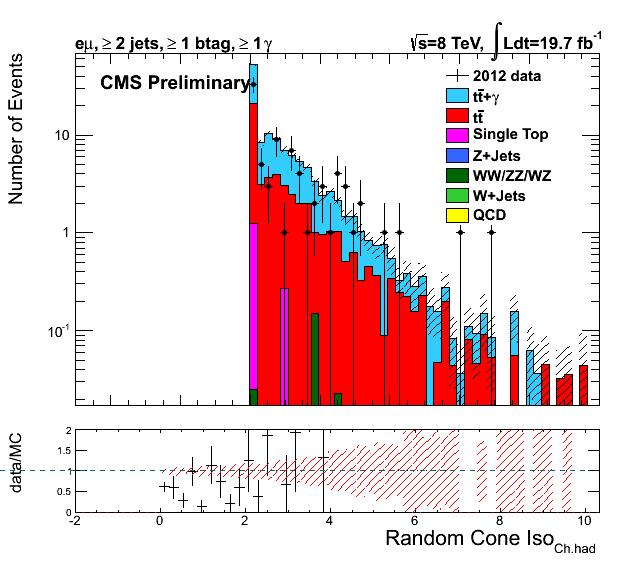 eμ, ≥ 2 jets, ≥ 1 btag, ≥ 1γ
√s=8 TeV, ∫Ldt=19.7 fb⁻¹
CMS Preliminary
2012 data
tt̄+γ
tt̄
Single Top
Z+Jets
WW/ZZ/WZ
W+Jets
QCD
Number of Events
10
1
10⁻¹
data/MC
2
1.5
1
0.5
0
-2 0 2 4 6 8 10
Random Cone Iso_Ch.had